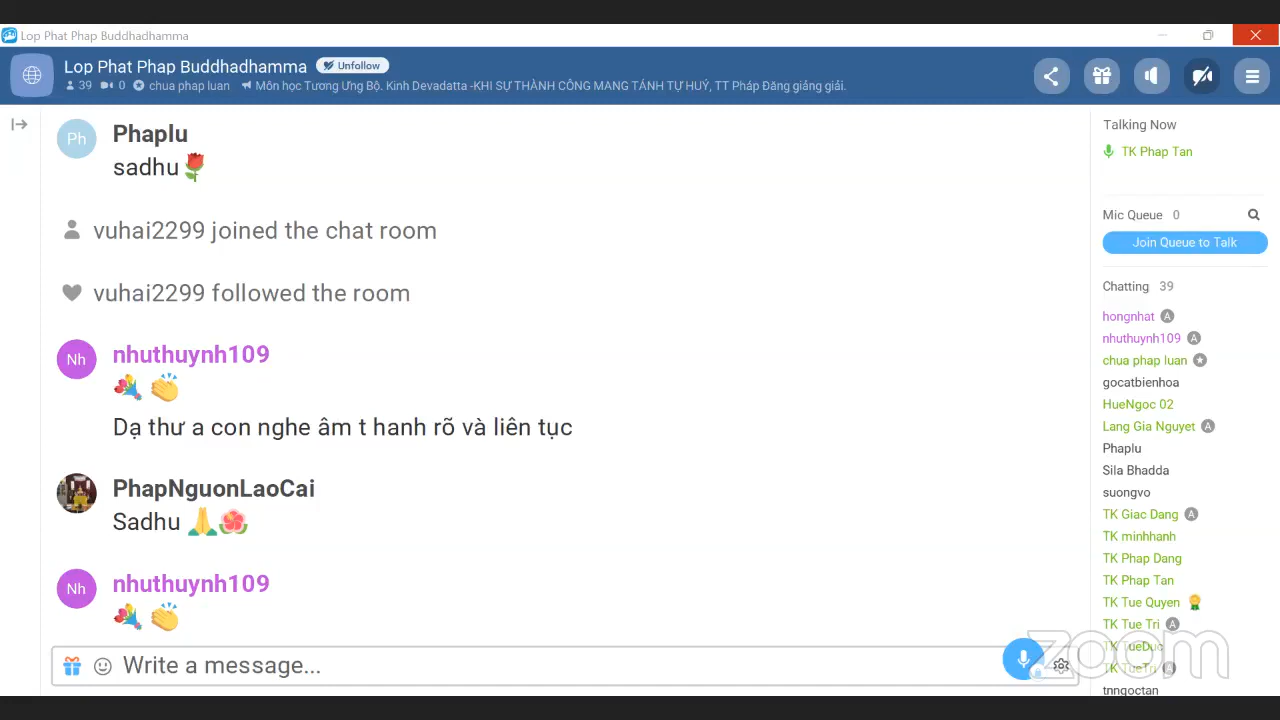 Lop Phat Phap Buddhadhamma
Lop Phat Phap Buddhadhamma Unfollow
39 0 chua phap luan Môn học Tương Ưng Bộ. Kinh Devadatta -KHI SỰ THÀNH CÔNG MANG TÁNH TỰ HUỶ, TT Pháp Đăng giảng giải.
Ph Phaplu
sadhu
vuhai2299 joined the chat room
vuhai2299 followed the room
Nh nhuthuynh109
Dạ thư a con nghe âm t hanh rõ và liên tục
PhapNguonLaoCai
Sadhu
Nh nhuthuynh109
Write a message...
Talking Now
TK Phap Tan
Mic Queue 0
Join Queue to Talk
Chatting 39
hongnhat A
nhuthuynh109 A
chua phap luan
gocatbienhoa
HueNgoc 02
Lang Gia Nguyet A
Phaplu
Sila Bhadda
suongvo
TK Giac Dang A
TK minhhanh
TK Phap Dang
TK Phap Tan
TK Tue Quyen
TK Tue Tri A
TK TueDuc
TK TueTri A
tnngoctan
zoom